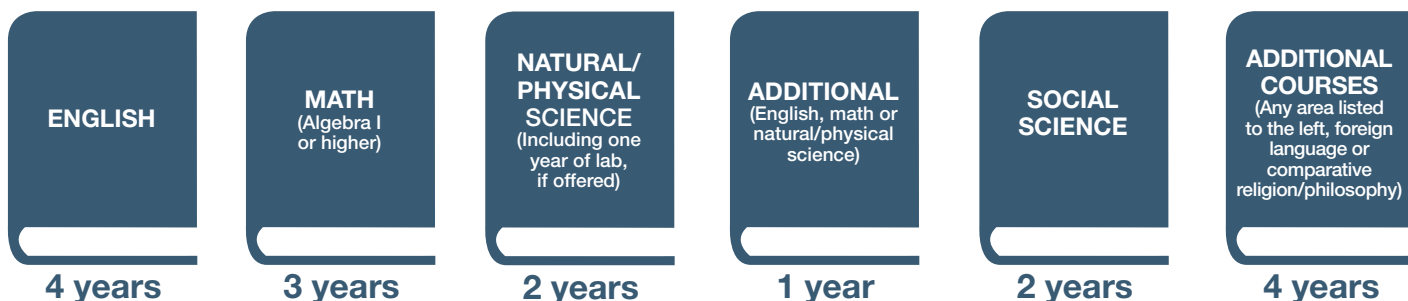 ENGLISH
4 years
MATH
(Algebra I
or higher)
3 years
NATURAL/
PHYSICAL
SCIENCE
(Including one
year of lab,
if offered)
2 years
ADDITIONAL
(English, math or
natural/physical
science)
1 year
SOCIAL
SCIENCE
2 years
ADDITIONAL
COURSES
(Any area listed
to the left, foreign
language or
comparative
religion/philosophy)
4 years